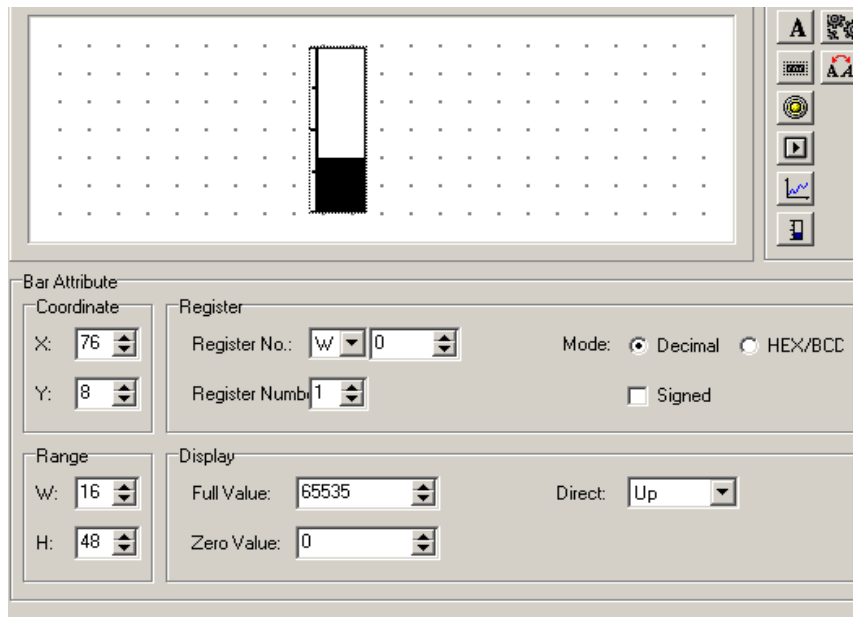 A
A A
Bar Attribute
Coordinate
Register
X: 76
Register No.: W 0
Mode: Decimal HEX/BCD
Y: 8
Register Numbe 1
Signed
Range
Display
W: 16
Full Value: 65535
Direct: Up
H: 48
Zero Value: 0